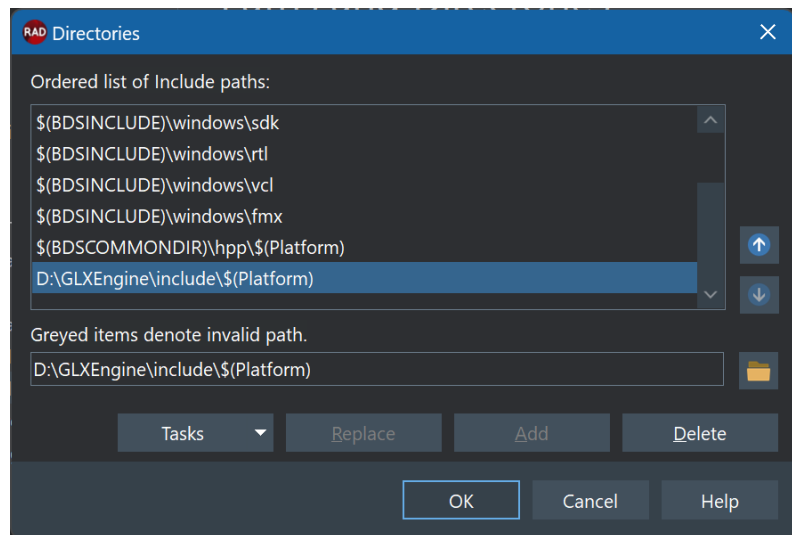 RAD Directories
Ordered list of Include paths:
$(BDSINCLUDE)\windows\sdk
$(BDSINCLUDE)\windows\rtl
$(BDSINCLUDE)\windows\vcl
$(BDSINCLUDE)\windows\fmx
$(BDSCOMMONDIR)\hpp\$(Platform)
D:\GLXEngine\include\$(Platform)
Greyed items denote invalid path.
D:\GLXEngine\include\$(Platform)
Tasks Replace Add Delete
OK Cancel Help